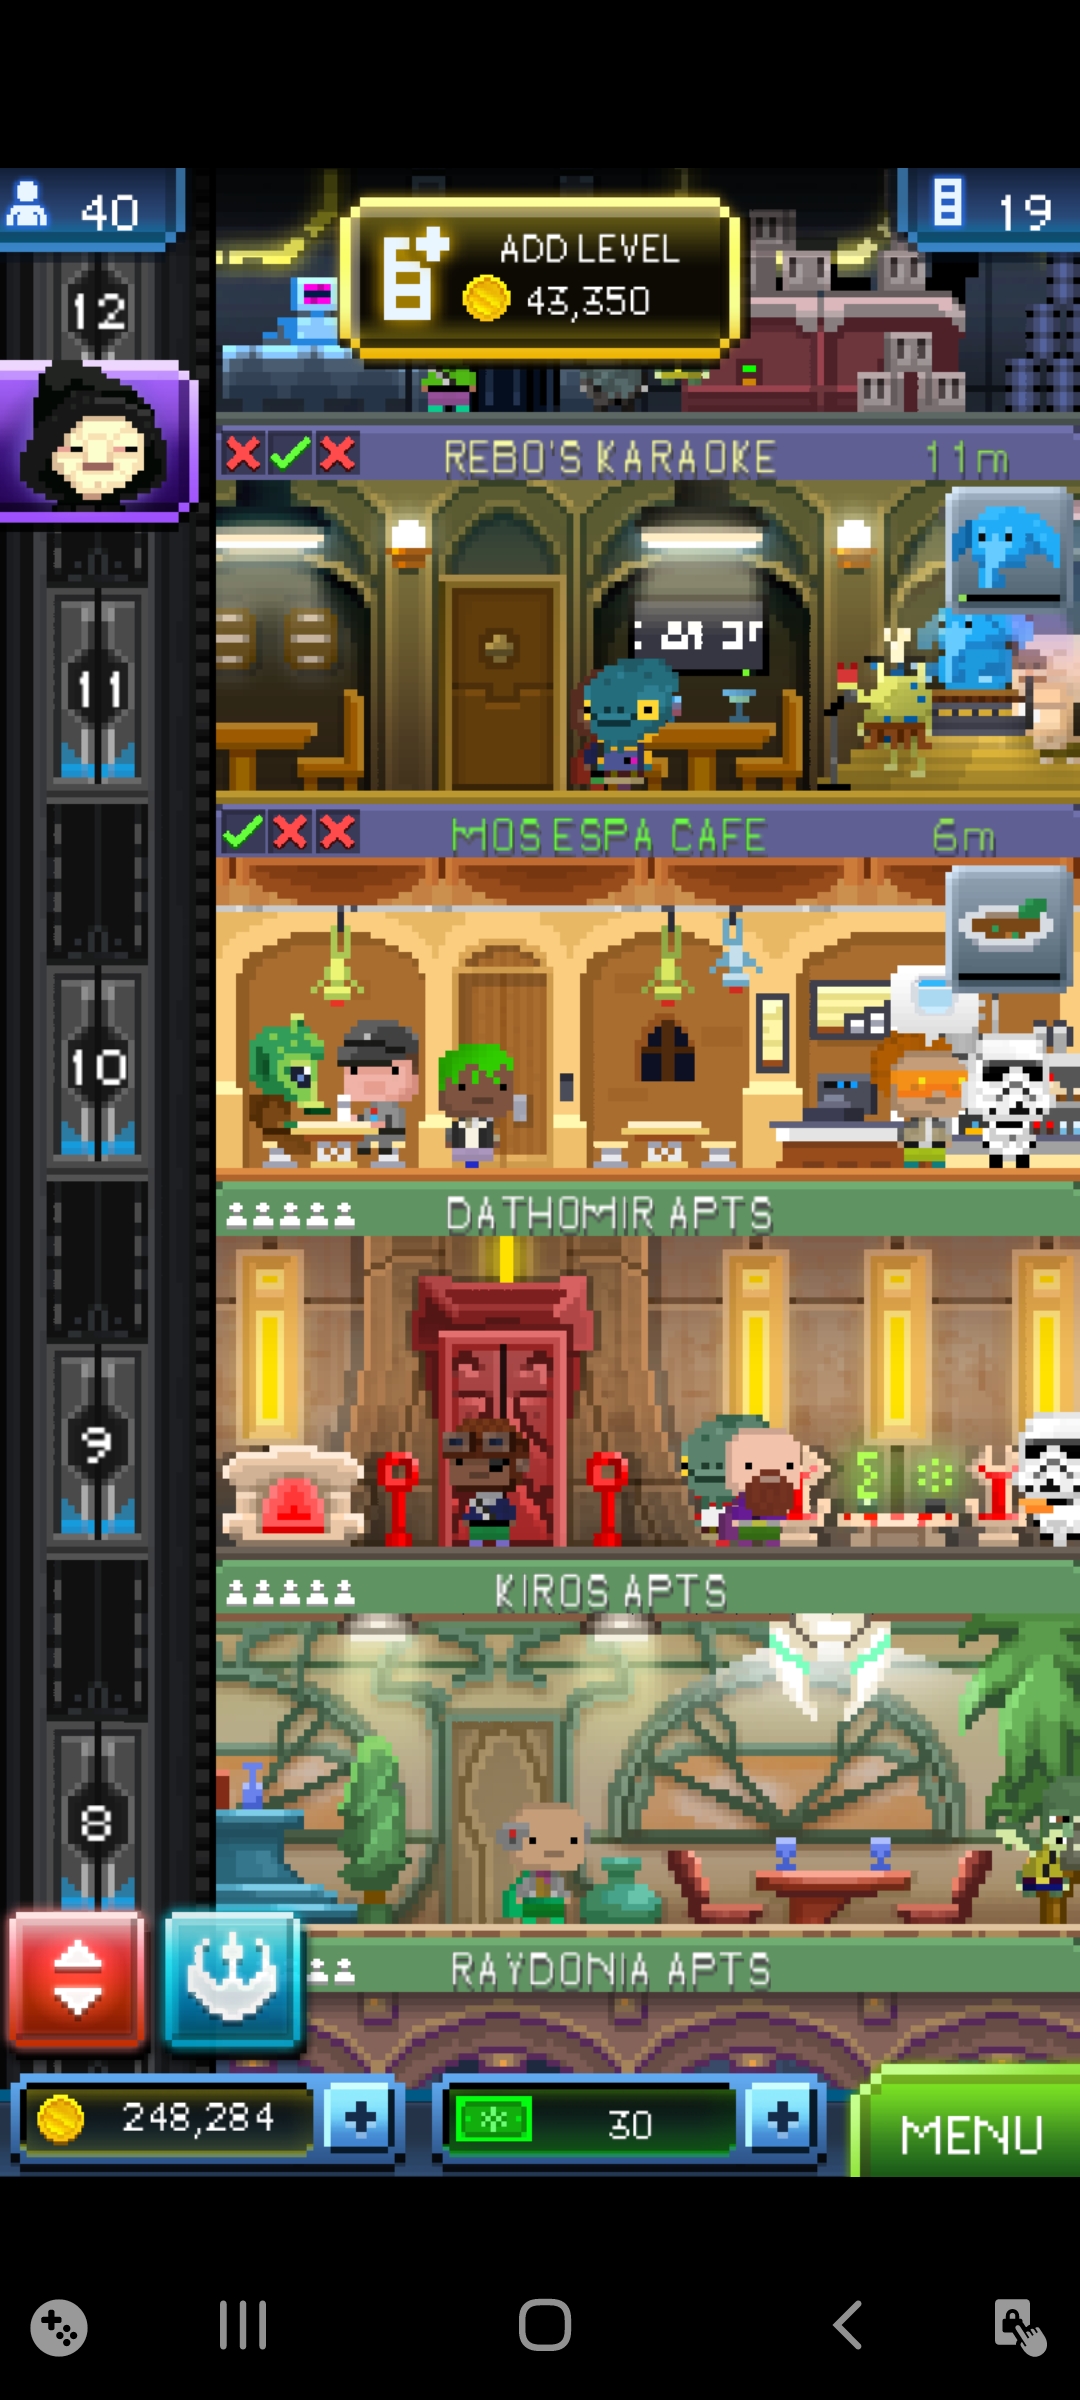 40
ADD LEVEL
43,350
19
12
REBO'S KARAOKE 11m
11
MOS ESPA CAFE 6m
10
DATHOMIR APTS
9
KIROS APTS
8
RAYDONIA APTS
248,284 +
30 +
MENU